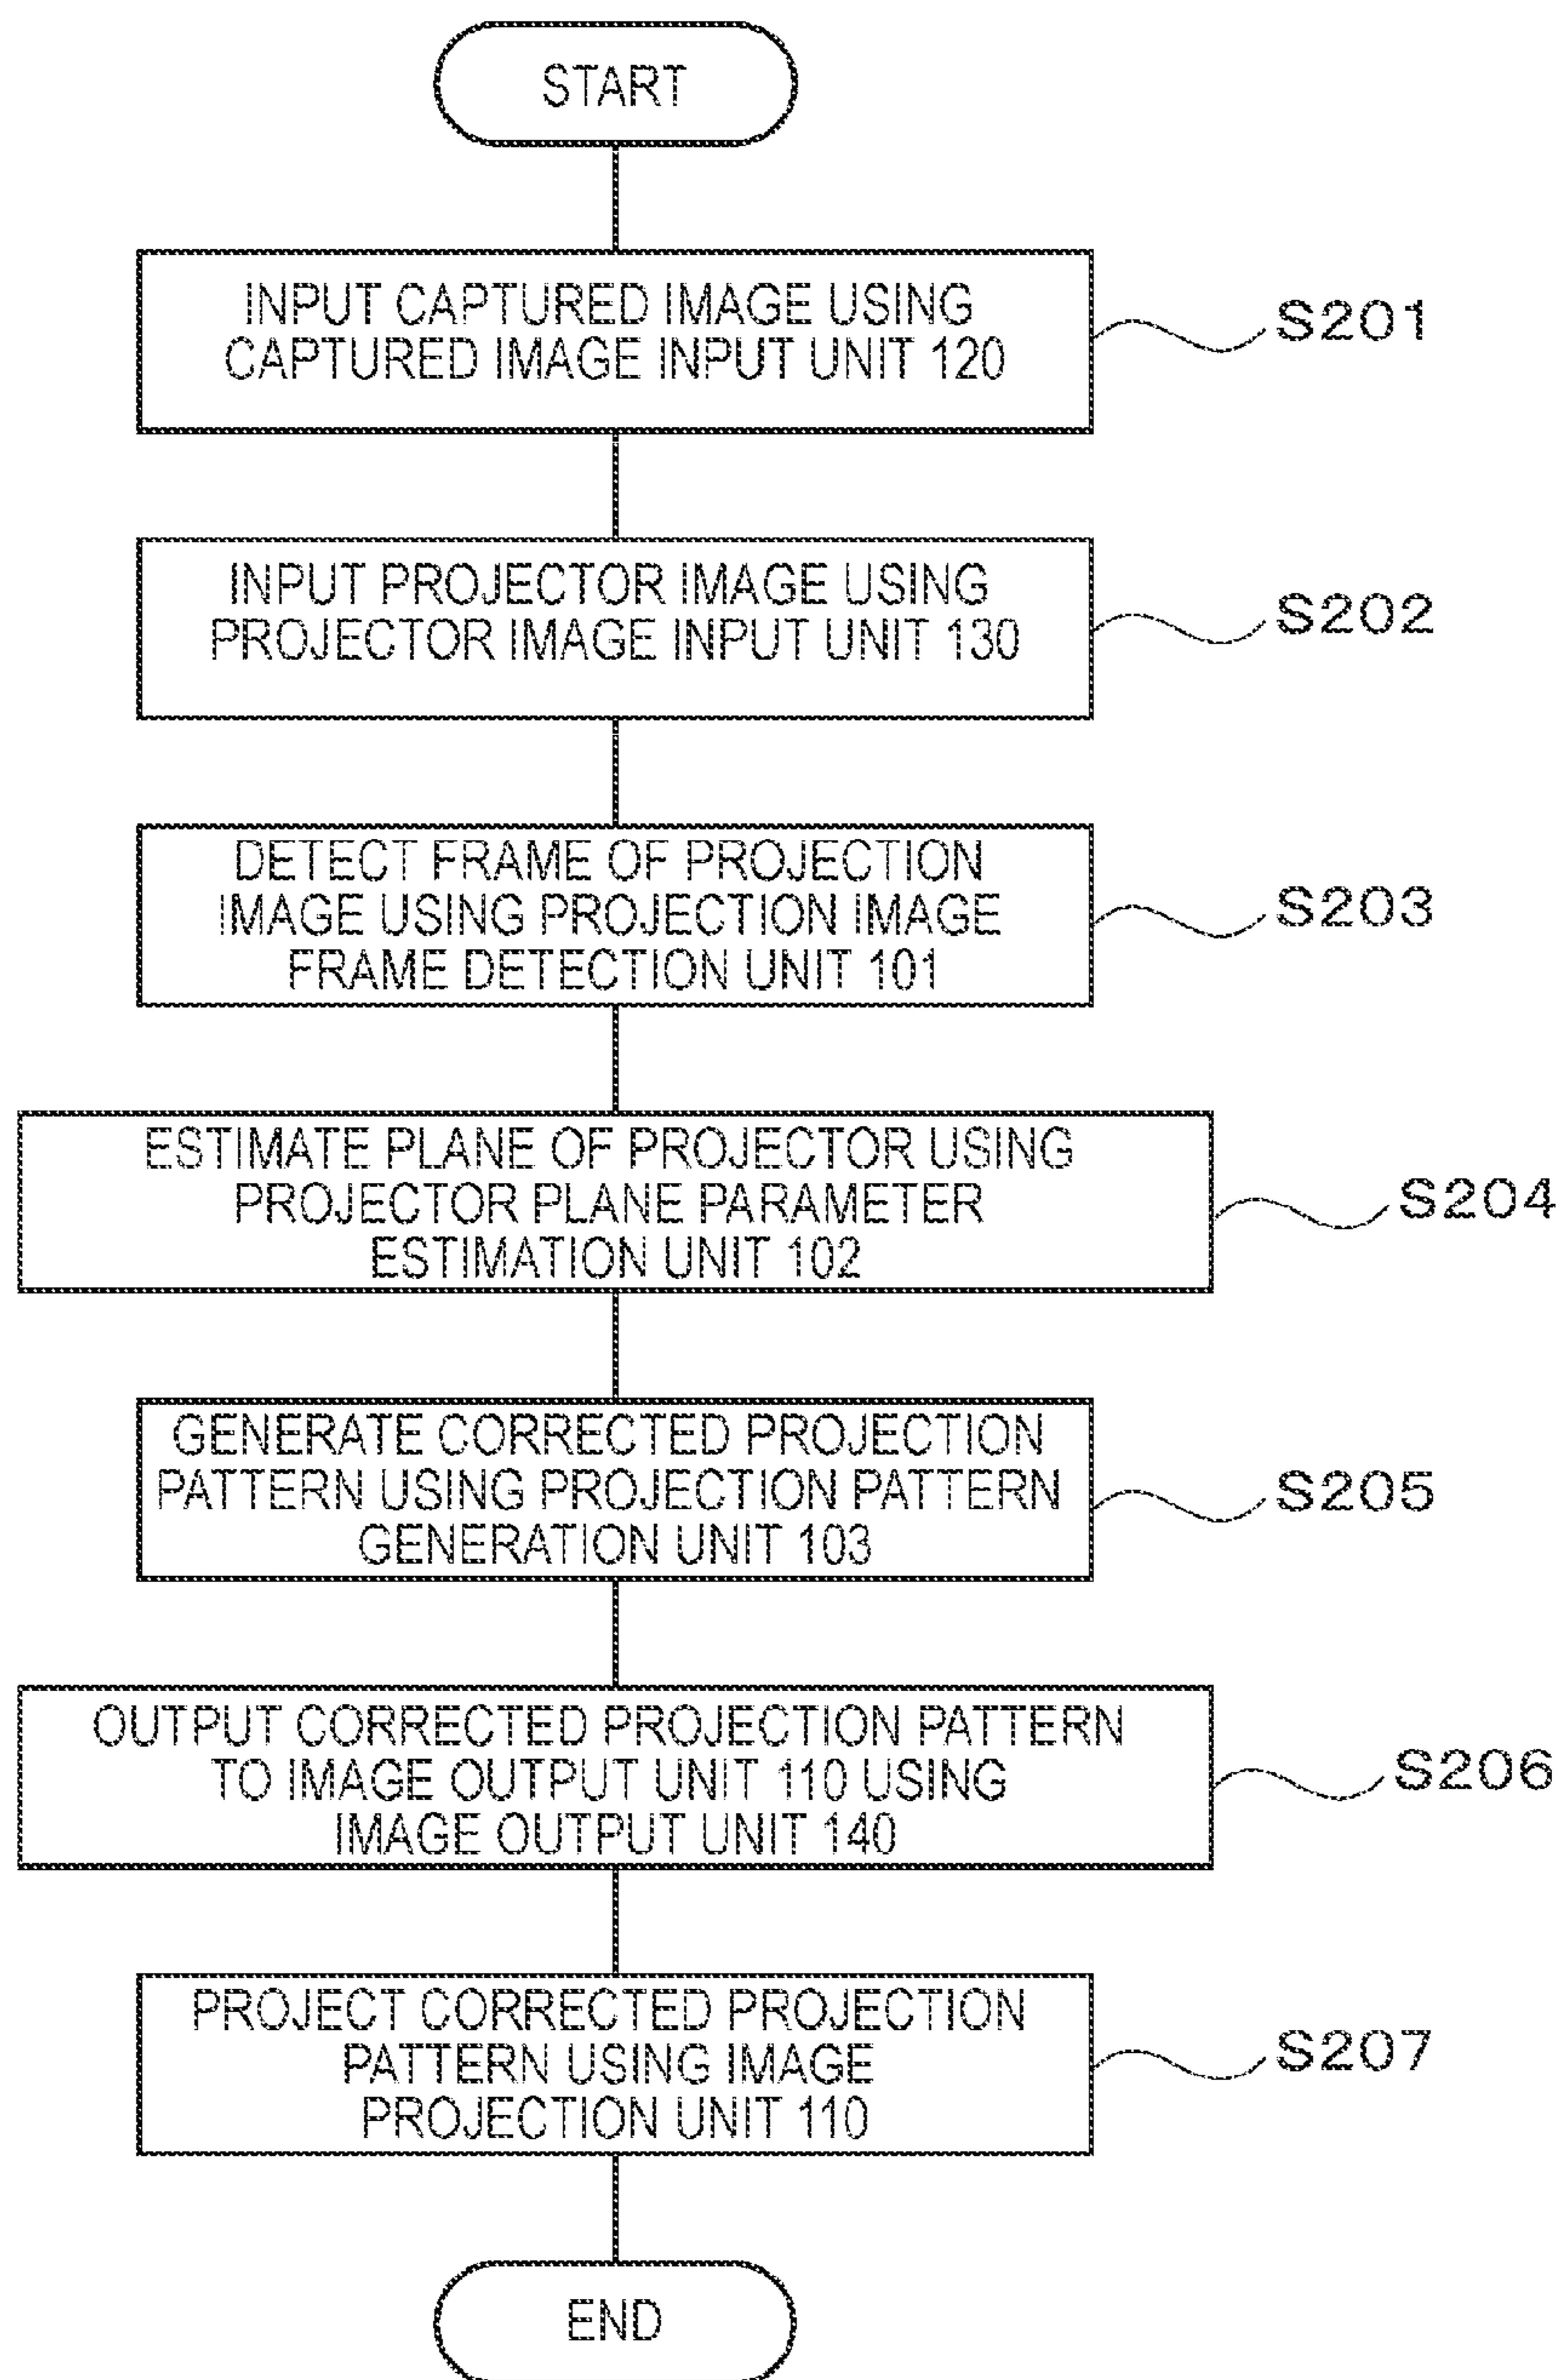 START
INPUT CAPTURED IMAGE USING
CAPTURED IMAGE INPUT UNIT 120
S201
INPUT PROJECTOR IMAGE USING
PROJECTOR IMAGE INPUT UNIT 130
S202
DETECT FRAME OF PROJECTION
IMAGE USING PROJECTION IMAGE
FRAME DETECTION UNIT 101
S203
ESTIMATE PLANE OF PROJECTOR USING
PROJECTOR PLANE PARAMETER
ESTIMATION UNIT 102
S204
GENERATE CORRECTED PROJECTION
PATTERN USING PROJECTION PATTERN
GENERATION UNIT 103
S205
OUTPUT CORRECTED PROJECTION PATTERN
TO IMAGE OUTPUT UNIT 110 USING
IMAGE OUTPUT UNIT 140
S206
PROJECT CORRECTED PROJECTION
PATTERN USING IMAGE
PROJECTION UNIT 110
S207
END